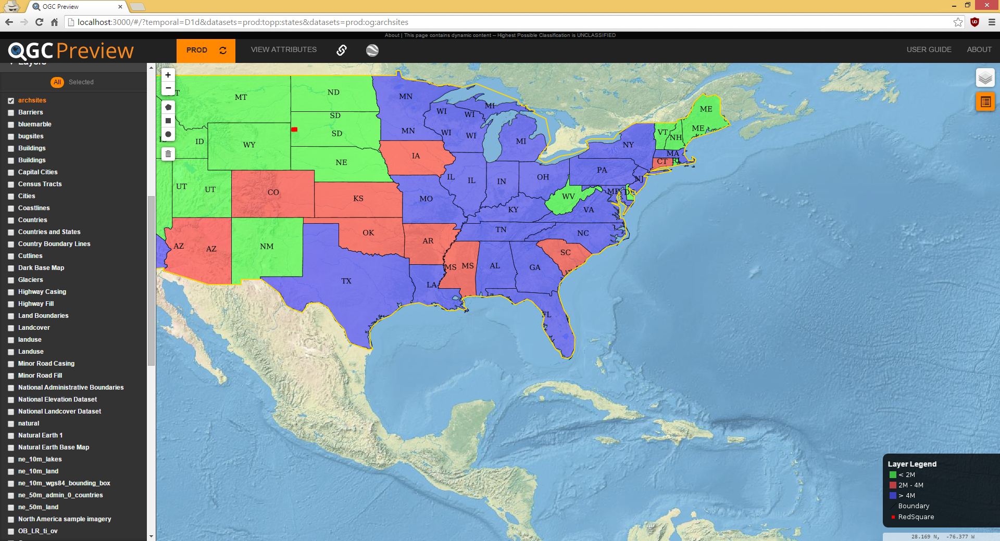 OGC Preview
localhost:3000/#/?temporal=D1d&datasets=prod:topp:states&datasets=prod:og:archsites
About | This page contains dynamic content -- Highest Possible Classification is UNCLASSIFIED
OGC Preview
PROD
VIEW ATTRIBUTES
USER GUIDE
ABOUT
Layers
All Selected
archsites
Barriers
bluemarble
bugsites
Buildings
Buildings
Capital Cities
Census Tracts
Cities
Coastlines
Countries
Countries and States
Country Boundary Lines
Cutlines
Dark Base Map
Glaciers
Highway Casing
Highway Fill
Land Boundaries
Landcover
landuse
Landuse
Minor Road Casing
Minor Road Fill
National Administrative Boundaries
National Elevation Dataset
National Landcover Dataset
natural
Natural Earth 1
Natural Earth Base Map
ne_10m_lakes
ne_10m_land
ne_10m_wgs84_bounding_box
ne_50m_admin_0_countries
ne_50m_land
North America sample imagery
OB_LR_ti_ov
+
−
MT ND MN MI ME
SD WI WI
SD MN WI WI MI NY VT NH ME
ID WY
NE IA MA
CT RI
UT UT CO KS MO IL IL IN OH PA NJ
WV MD DE
KY VA
AZ AZ NM OK AR TN NC
SC
TX LA MS MS AL GA
FL
Layer Legend
< 2M
2M - 4M
> 4M
Boundary
RedSquare
28.169 N, -76.377 W